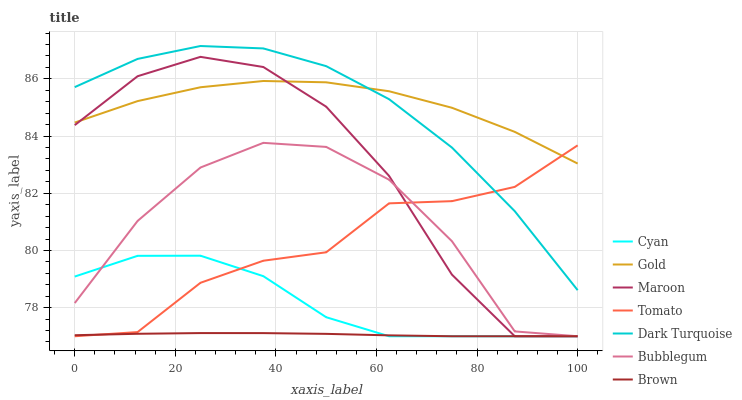 title
yaxis_label
86
84
82
80
78
0
20
40
60
80
100
xaxis_label
Cyan
Gold
Maroon
Tomato
Dark Turquoise
Bubblegum
Brown